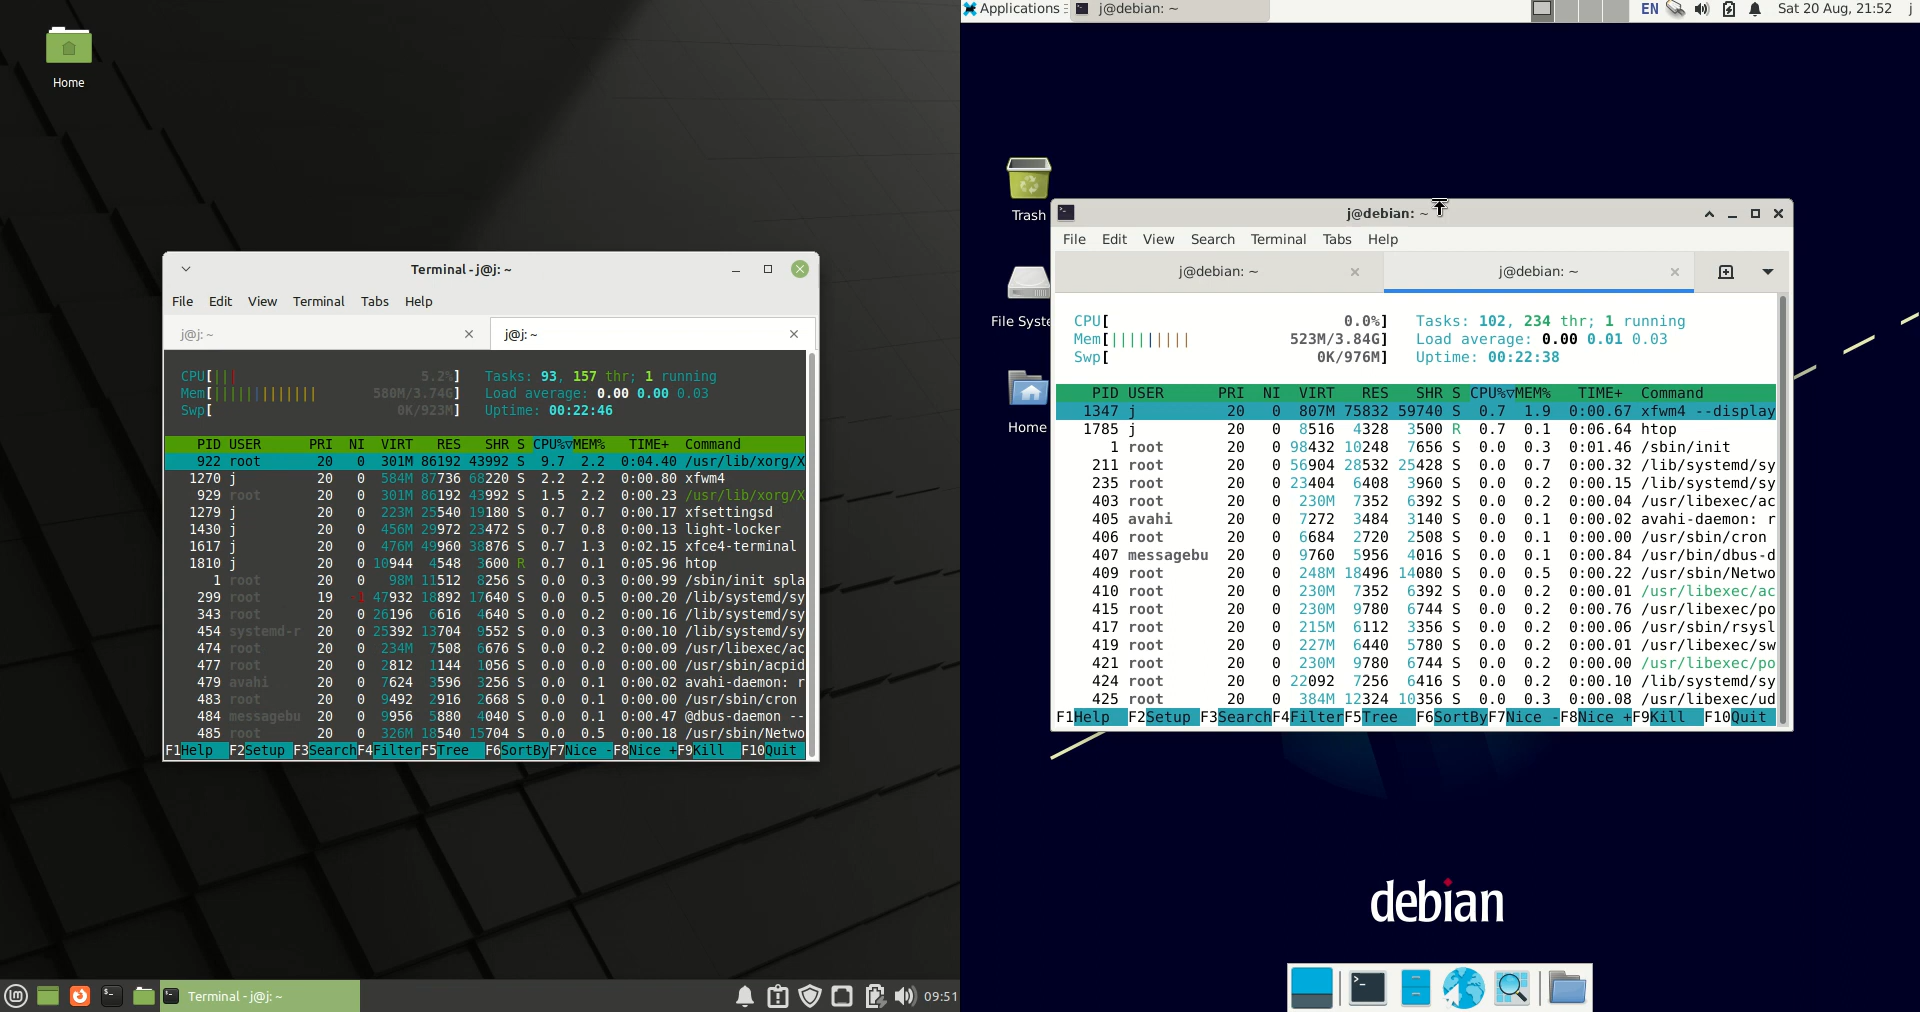 Home
Terminal - j@j: ~
File Edit View Terminal Tabs Help
j@j: ~ j@j: ~
CPU[||| 5.2%] Tasks: 93, 157 thr; 1 running
Mem[||||||||||||| 580M/3.74G] Load average: 0.00 0.00 0.03
Swp[ 0K/923M] Uptime: 00:22:46
PID USER PRI NI VIRT RES SHR S CPU%▽MEM% TIME+ Command
922 root 20 0 301M 86192 43992 S 9.7 2.2 0:04.40 /usr/lib/xorg/X
1270 j 20 0 584M 87736 68220 S 2.2 2.2 0:00.80 xfwm4
929 root 20 0 301M 86192 43992 S 1.5 2.2 0:00.23 /usr/lib/xorg/X
1279 j 20 0 223M 25540 19180 S 0.7 0.7 0:00.17 xfsettingsd
1430 j 20 0 456M 29972 23472 S 0.7 0.8 0:00.13 light-locker
1617 j 20 0 476M 49960 38876 S 0.7 1.3 0:02.15 xfce4-terminal
1810 j 20 0 10944 4548 3600 R 0.7 0.1 0:05.96 htop
1 root 20 0 98M 11512 8256 S 0.0 0.3 0:00.99 /sbin/init spla
299 root 19 -1 47932 18892 17640 S 0.0 0.5 0:00.20 /lib/systemd/sy
343 root 20 0 26196 6616 4640 S 0.0 0.2 0:00.16 /lib/systemd/sy
454 systemd-r 20 0 25392 13704 9552 S 0.0 0.3 0:00.10 /lib/systemd/sy
474 root 20 0 234M 7508 6676 S 0.0 0.2 0:00.09 /usr/libexec/ac
477 root 20 0 2812 1144 1056 S 0.0 0.0 0:00.00 /usr/sbin/acpid
479 avahi 20 0 7624 3596 3256 S 0.0 0.1 0:00.02 avahi-daemon: r
483 root 20 0 9492 2916 2668 S 0.0 0.1 0:00.00 /usr/sbin/cron
484 messagebu 20 0 9956 5880 4040 S 0.0 0.1 0:00.47 @dbus-daemon --
485 root 20 0 326M 18540 15704 S 0.0 0.5 0:00.18 /usr/sbin/Netwo
F1Help F2Setup F3SearchF4FilterF5Tree F6SortByF7Nice -F8Nice +F9Kill F10Quit
Terminal - j@j: ~
09:51
Applications j@debian: ~ EN Sat 20 Aug, 21:52 j
Trash
File Syste
Home
j@debian: ~
File Edit View Search Terminal Tabs Help
j@debian: ~ j@debian: ~
CPU[ 0.0%] Tasks: 102, 234 thr; 1 running
Mem[||||||||| 523M/3.84G] Load average: 0.00 0.01 0.03
Swp[ 0K/976M] Uptime: 00:22:38
PID USER PRI NI VIRT RES SHR S CPU%▽MEM% TIME+ Command
1347 j 20 0 807M 75832 59740 S 0.7 1.9 0:00.67 xfwm4 --display
1785 j 20 0 8516 4328 3500 R 0.7 0.1 0:06.64 htop
1 root 20 0 98432 10248 7656 S 0.0 0.3 0:01.46 /sbin/init
211 root 20 0 56904 28532 25428 S 0.0 0.7 0:00.32 /lib/systemd/sy
235 root 20 0 23404 6408 3960 S 0.0 0.2 0:00.15 /lib/systemd/sy
403 root 20 0 230M 7352 6392 S 0.0 0.2 0:00.04 /usr/libexec/ac
405 avahi 20 0 7272 3484 3140 S 0.0 0.1 0:00.02 avahi-daemon: r
406 root 20 0 6684 2720 2508 S 0.0 0.1 0:00.00 /usr/sbin/cron
407 messagebu 20 0 9760 5956 4016 S 0.0 0.1 0:00.84 /usr/bin/dbus-d
409 root 20 0 248M 18496 14080 S 0.0 0.5 0:00.22 /usr/sbin/Netwo
410 root 20 0 230M 7352 6392 S 0.0 0.2 0:00.01 /usr/libexec/ac
415 root 20 0 230M 9780 6744 S 0.0 0.2 0:00.76 /usr/libexec/po
417 root 20 0 215M 6112 3356 S 0.0 0.2 0:00.06 /usr/sbin/rsysl
419 root 20 0 227M 6440 5780 S 0.0 0.2 0:00.01 /usr/libexec/sw
421 root 20 0 230M 9780 6744 S 0.0 0.2 0:00.00 /usr/libexec/po
424 root 20 0 22092 7256 6416 S 0.0 0.2 0:00.10 /lib/systemd/sy
425 root 20 0 384M 12324 10356 S 0.0 0.3 0:00.08 /usr/libexec/ud
F1Help F2Setup F3SearchF4FilterF5Tree F6SortByF7Nice -F8Nice +F9Kill F10Quit
debian